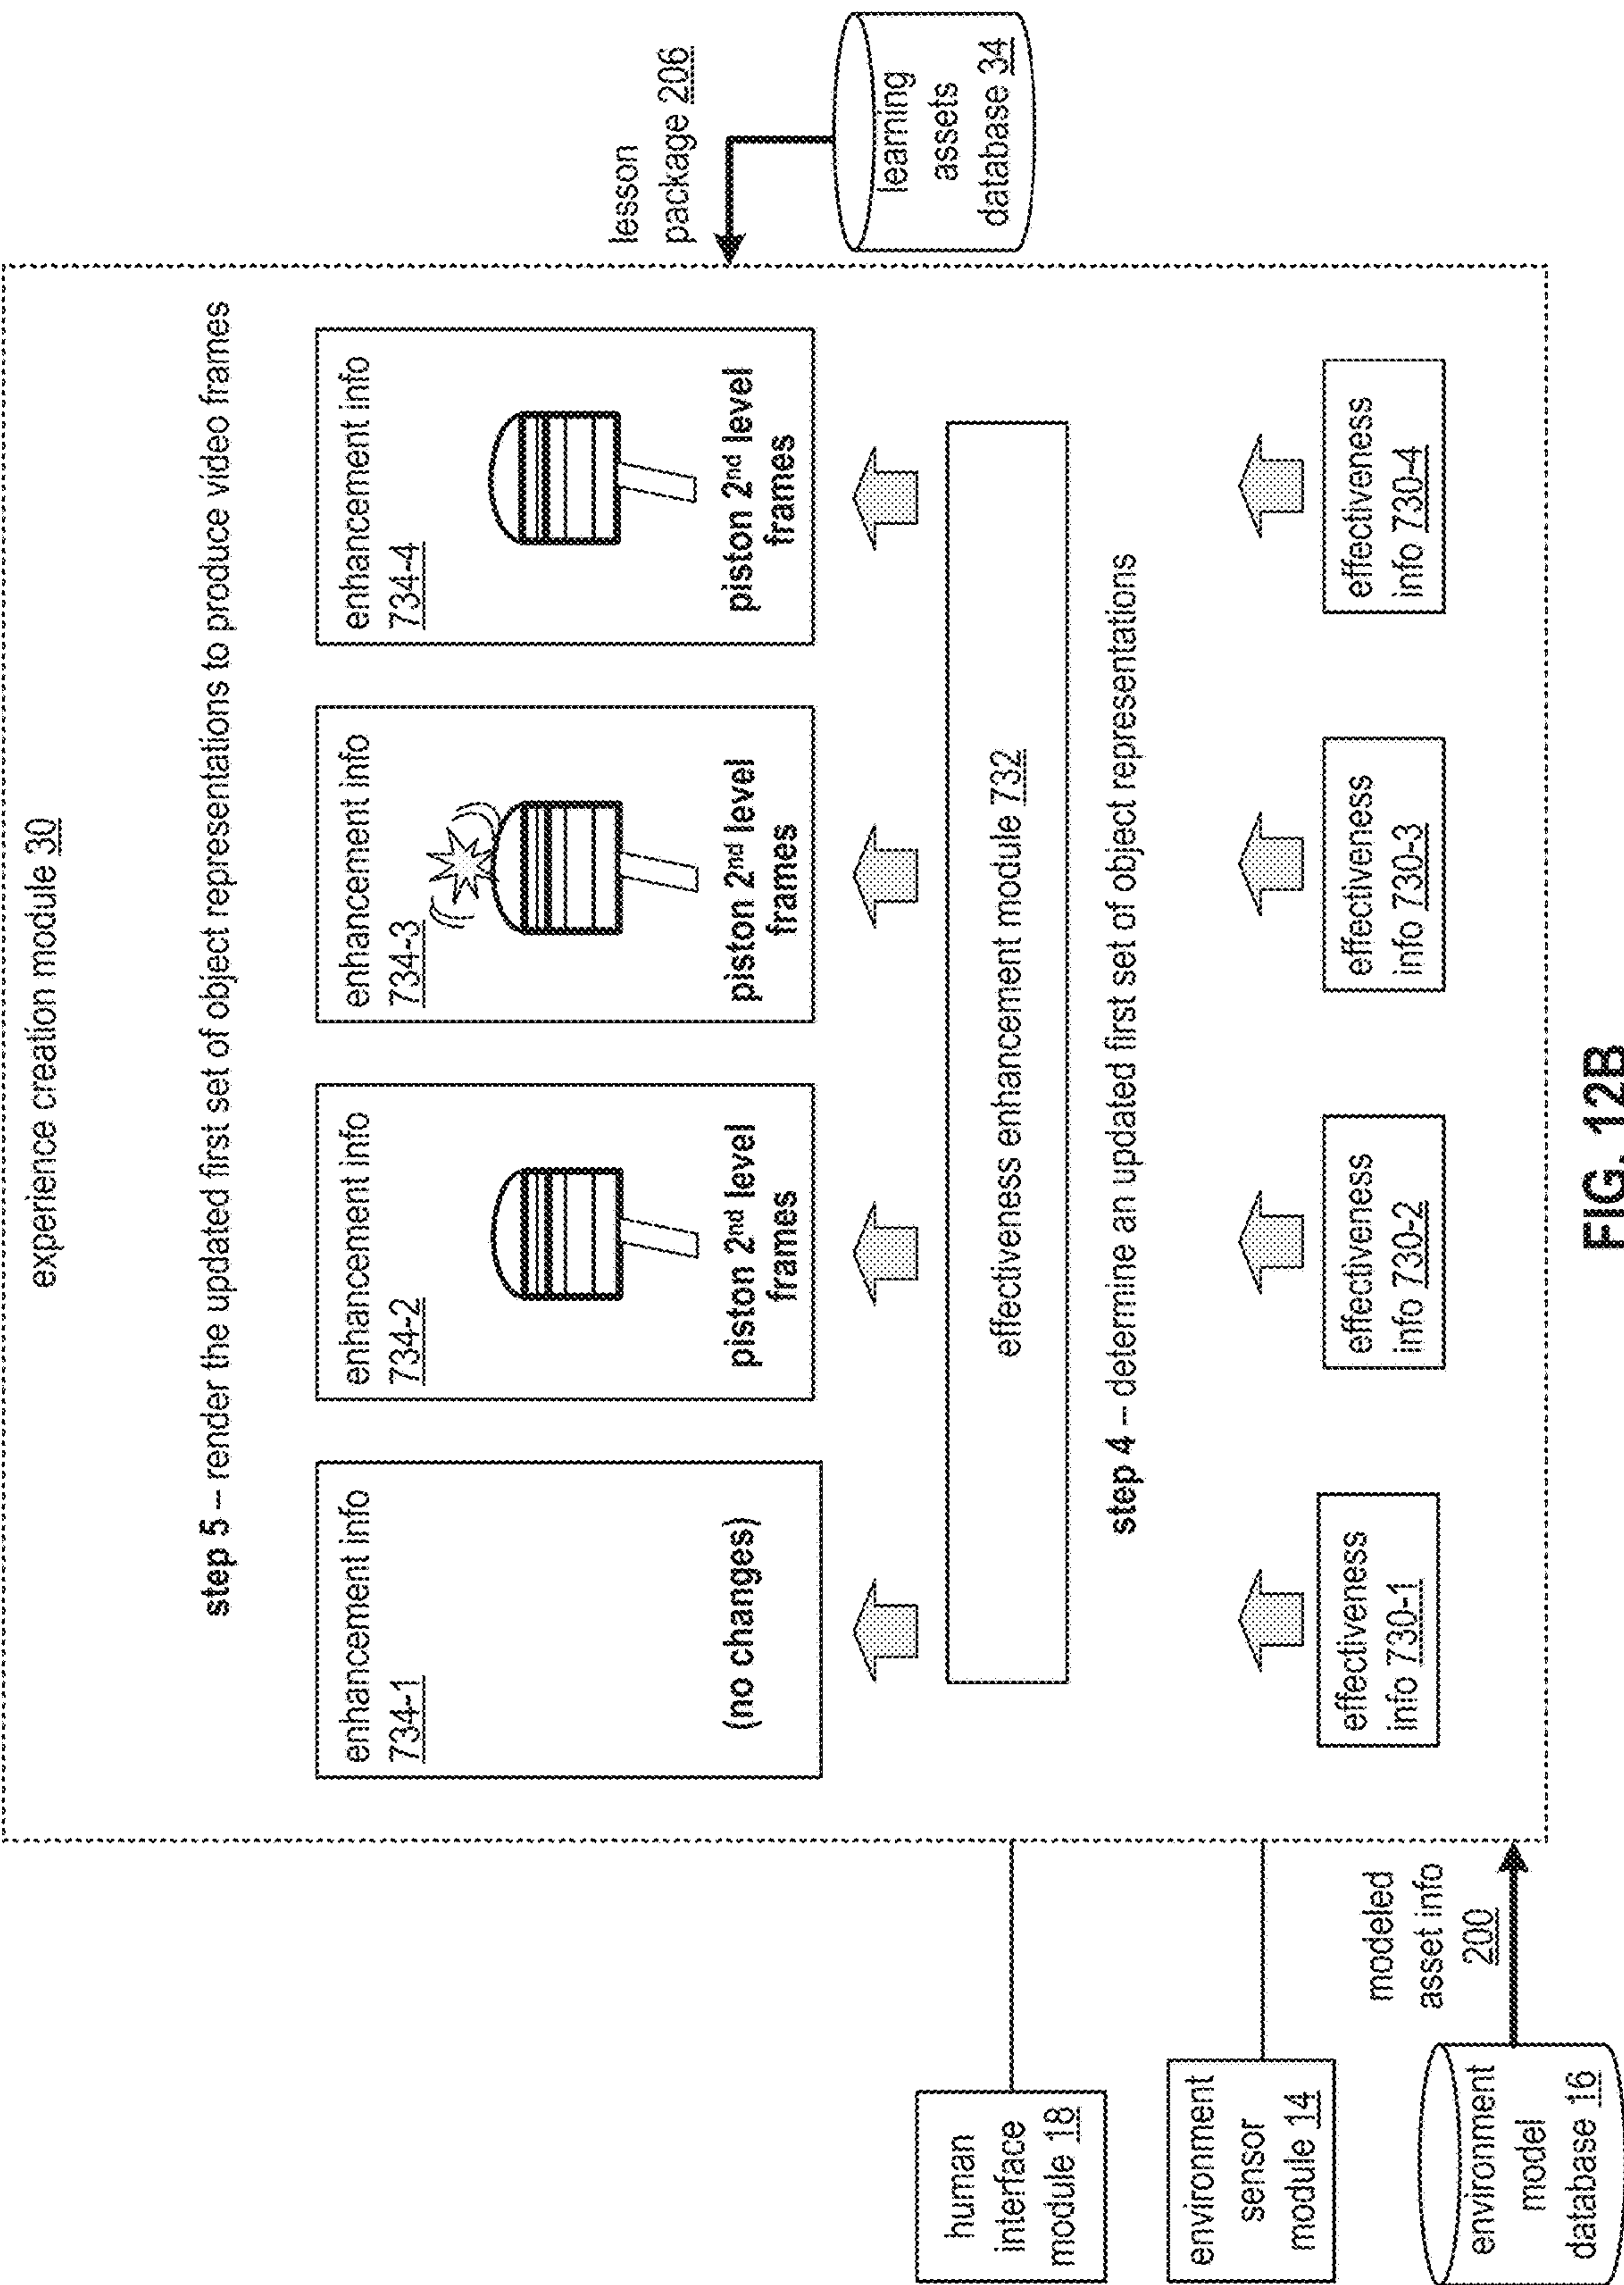 experience creation module 30
step 5 – render the updated first set of object representations to produce video frames
enhancement info
734-1
(no changes)
enhancement info
734-2
piston 2nd level
frames
enhancement info
734-3
piston 2nd level
frames
enhancement info
734-4
piston 2nd level
frames
effectiveness enhancement module 732
step 4 – determine an updated first set of object representations
effectiveness
info 730-1
effectiveness
info 730-2
effectiveness
info 730-3
effectiveness
info 730-4
human
interface
module 18
environment
sensor
module 14
environment
model
database 16
modeled
asset info
200
lesson
package 206
learning
assets
database 34
FIG. 12B